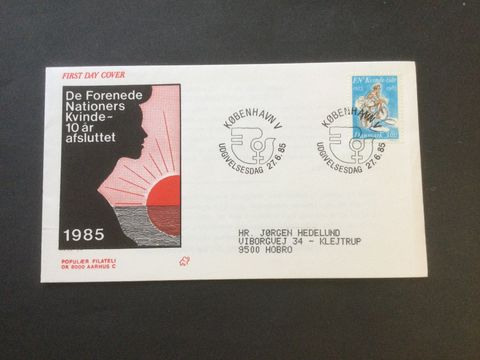 FIRST DAY COVER
De Forenede
Nationers
Kvinde~
10 år
afsluttet
1985
POPULÆR FILATELI
DK 8000 AARHUS C
KØBENHAVN V
UDGIVELSESDAG 27.6.85
KØBENHAVN V
UDGIVELSESDAG 27.6.85
FN Kvinde-tiår
1975 1985
Danmark
HR. JØRGEN HEDELUND
VIBORGVEJ 34 - KLEJTRUP
9500 HOBRO